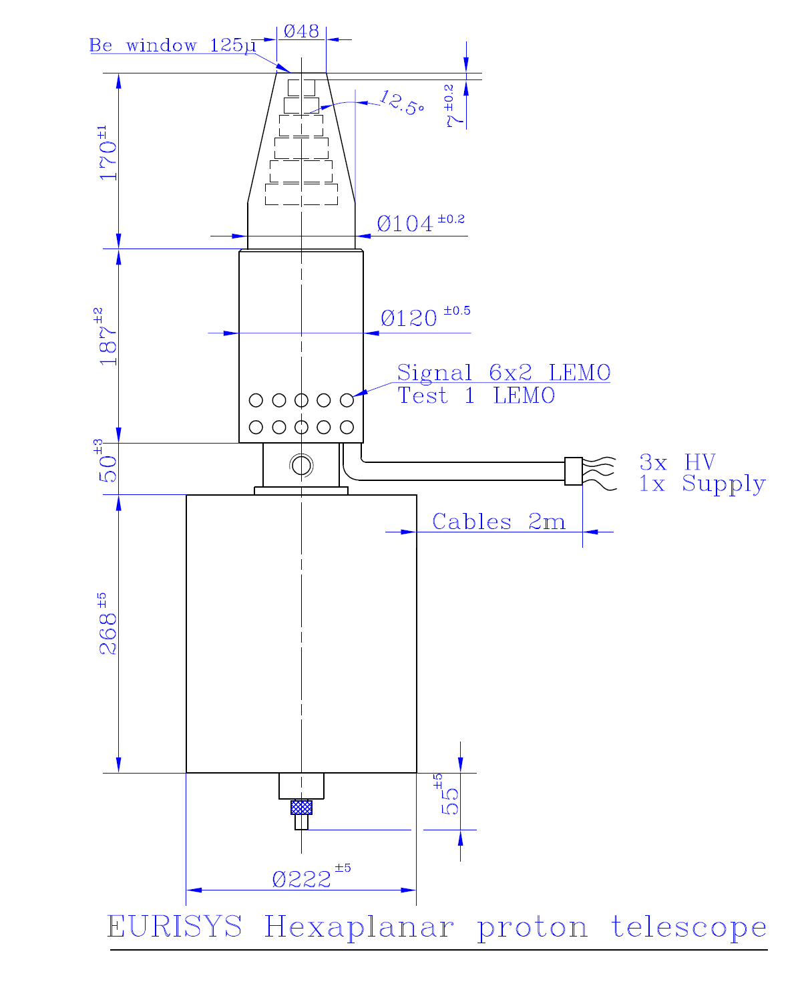 Ø48
Be window 125µ
12.5°
7±0.2
170±1
Ø104±0.2
187±2
Ø120±0.5
Signal 6x2 LEMO
Test 1 LEMO
50±3
3x HV
1x Supply
Cables 2m
268±5
55±5
Ø222±5
EURISYS Hexaplanar proton telescope